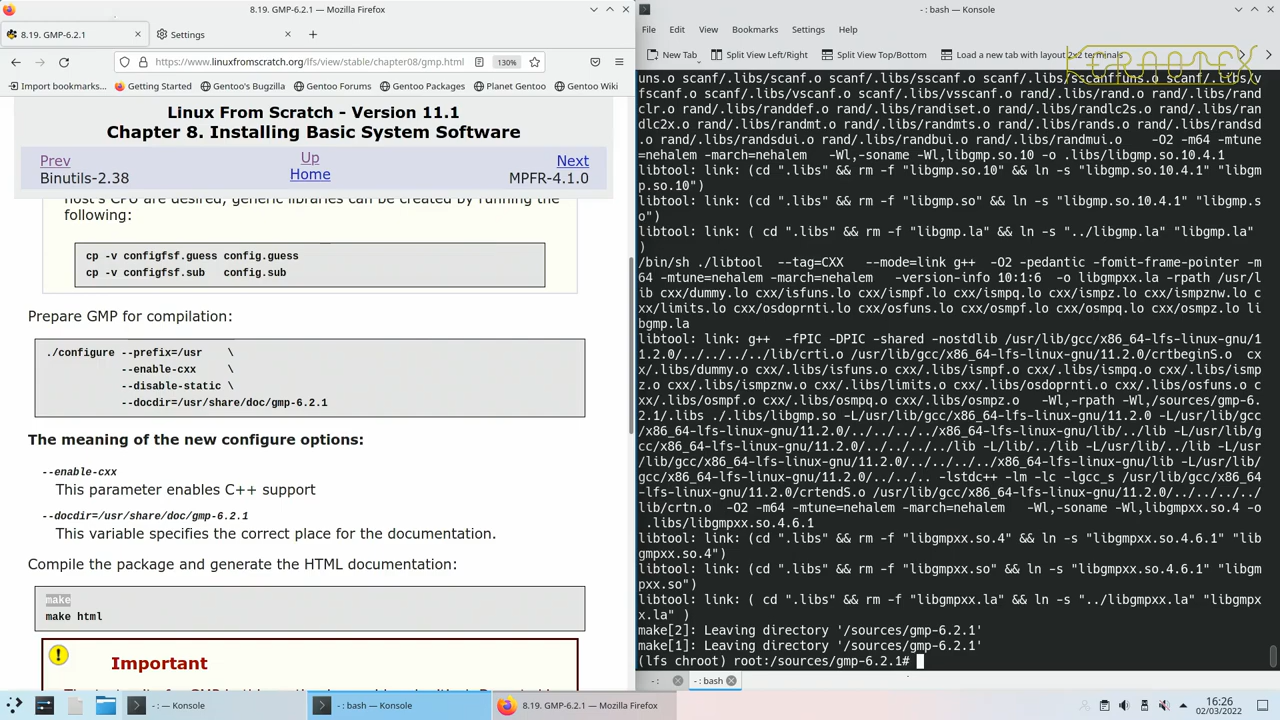 8.19. GMP-6.2.1 — Mozilla Firefox
8.19. GMP-6.2.1
Settings
https://www.linuxfromscratch.org/lfs/view/stable/chapter08/gmp.html
130%
Import bookmarks...
Getting Started
Gentoo's Bugzilla
Gentoo Forums
Gentoo Packages
Planet Gentoo
Gentoo Wiki
Linux From Scratch - Version 11.1
Chapter 8. Installing Basic System Software
Prev
Up
Next
Binutils-2.38
Home
MPFR-4.1.0
host's CPU are desired, generic libraries can be created by running the
following:
cp -v configfsf.guess config.guess
cp -v configfsf.sub   config.sub
Prepare GMP for compilation:
./configure --prefix=/usr    \
--enable-cxx     \
--disable-static \
--docdir=/usr/share/doc/gmp-6.2.1
The meaning of the new configure options:
--enable-cxx
This parameter enables C++ support
--docdir=/usr/share/doc/gmp-6.2.1
This variable specifies the correct place for the documentation.
Compile the package and generate the HTML documentation:
make
make html
Important
- : bash — Konsole
File
Edit
View
Bookmarks
Settings
Help
New Tab
Split View Left/Right
Split View Top/Bottom
Load a new tab with layout 2x2 terminals
uns.o scanf/.libs/scanf.o scanf/.libs/sscanf.o scanf/.libs/v
fscanf.o scanf/.libs/vscanf.o scanf/.libs/vsscanf.o rand/.libs/rand.o rand/.libs/rand
clr.o rand/.libs/randdef.o rand/.libs/randiset.o rand/.libs/randlc2s.o rand/.libs/ran
dlc2x.o rand/.libs/randmt.o rand/.libs/randmts.o rand/.libs/rands.o rand/.libs/randsd
.o rand/.libs/randsdui.o rand/.libs/randbui.o rand/.libs/randmui.o  -O2 -m64 -mtune
=nehalem -march=nehalem   -Wl,-soname -Wl,libgmp.so.10 -o .libs/libgmp.so.10.4.1
libtool: link: (cd ".libs" && rm -f "libgmp.so.10" && ln -s "libgmp.so.10.4.1" "libgm
p.so.10")
libtool: link: (cd ".libs" && rm -f "libgmp.so" && ln -s "libgmp.so.10.4.1" "libgmp.s
o")
libtool: link: ( cd ".libs" && rm -f "libgmp.la" && ln -s "../libgmp.la" "libgmp.la"
)
/bin/sh ./libtool  --tag=CXX   --mode=link g++  -O2 -pedantic -fomit-frame-pointer -m
64 -mtune=nehalem -march=nehalem   -version-info 10:1:6  -o libgmpxx.la -rpath /usr/l
ib cxx/dummy.lo cxx/isfuns.lo cxx/ismpf.lo cxx/ismpq.lo cxx/ismpz.lo cxx/ismpznw.lo c
xx/limits.lo cxx/osdoprnti.lo cxx/osfuns.lo cxx/osmpf.lo cxx/osmpq.lo cxx/osmpz.lo li
bgmp.la
libtool: link: g++  -fPIC -DPIC -shared -nostdlib /usr/lib/gcc/x86_64-lfs-linux-gnu/1
1.2.0/../../../../lib/crti.o /usr/lib/gcc/x86_64-lfs-linux-gnu/11.2.0/crtbeginS.o  cx
x/.libs/dummy.o cxx/.libs/isfuns.o cxx/.libs/ismpf.o cxx/.libs/ismpq.o cxx/.libs/ismp
z.o cxx/.libs/ismpznw.o cxx/.libs/limits.o cxx/.libs/osdoprnti.o cxx/.libs/osfuns.o c
xx/.libs/osmpf.o cxx/.libs/osmpq.o cxx/.libs/osmpz.o   -Wl,-rpath -Wl,/sources/gmp-6.
2.1/.libs ./.libs/libgmp.so -L/usr/lib/gcc/x86_64-lfs-linux-gnu/11.2.0 -L/usr/lib/gcc
/x86_64-lfs-linux-gnu/11.2.0/../../../../x86_64-lfs-linux-gnu/lib/../lib -L/usr/lib/g
cc/x86_64-lfs-linux-gnu/11.2.0/../../../../lib -L/lib/../lib -L/usr/lib/../lib -L/usr
/lib/gcc/x86_64-lfs-linux-gnu/11.2.0/../../../../x86_64-lfs-linux-gnu/lib -L/usr/lib/
gcc/x86_64-lfs-linux-gnu/11.2.0/../../.. -lstdc++ -lm -lc -lgcc_s /usr/lib/gcc/x86_64
-lfs-linux-gnu/11.2.0/crtendS.o /usr/lib/gcc/x86_64-lfs-linux-gnu/11.2.0/../../../../
lib/crtn.o  -O2 -m64 -mtune=nehalem -march=nehalem   -Wl,-soname -Wl,libgmpxx.so.4 -o
.libs/libgmpxx.so.4.6.1
libtool: link: (cd ".libs" && rm -f "libgmpxx.so.4" && ln -s "libgmpxx.so.4.6.1" "lib
gmpxx.so.4")
libtool: link: (cd ".libs" && rm -f "libgmpxx.so" && ln -s "libgmpxx.so.4.6.1" "libgm
pxx.so")
libtool: link: ( cd ".libs" && rm -f "libgmpxx.la" && ln -s "../libgmpxx.la" "libgmpx
x.la" )
make[2]: Leaving directory '/sources/gmp-6.2.1'
make[1]: Leaving directory '/sources/gmp-6.2.1'
(lfs chroot) root:/sources/gmp-6.2.1#
- :
- : bash
- : — Konsole
- : bash — Konsole
8.19. GMP-6.2.1 — Mozilla Firefox
16:26
02/03/2022